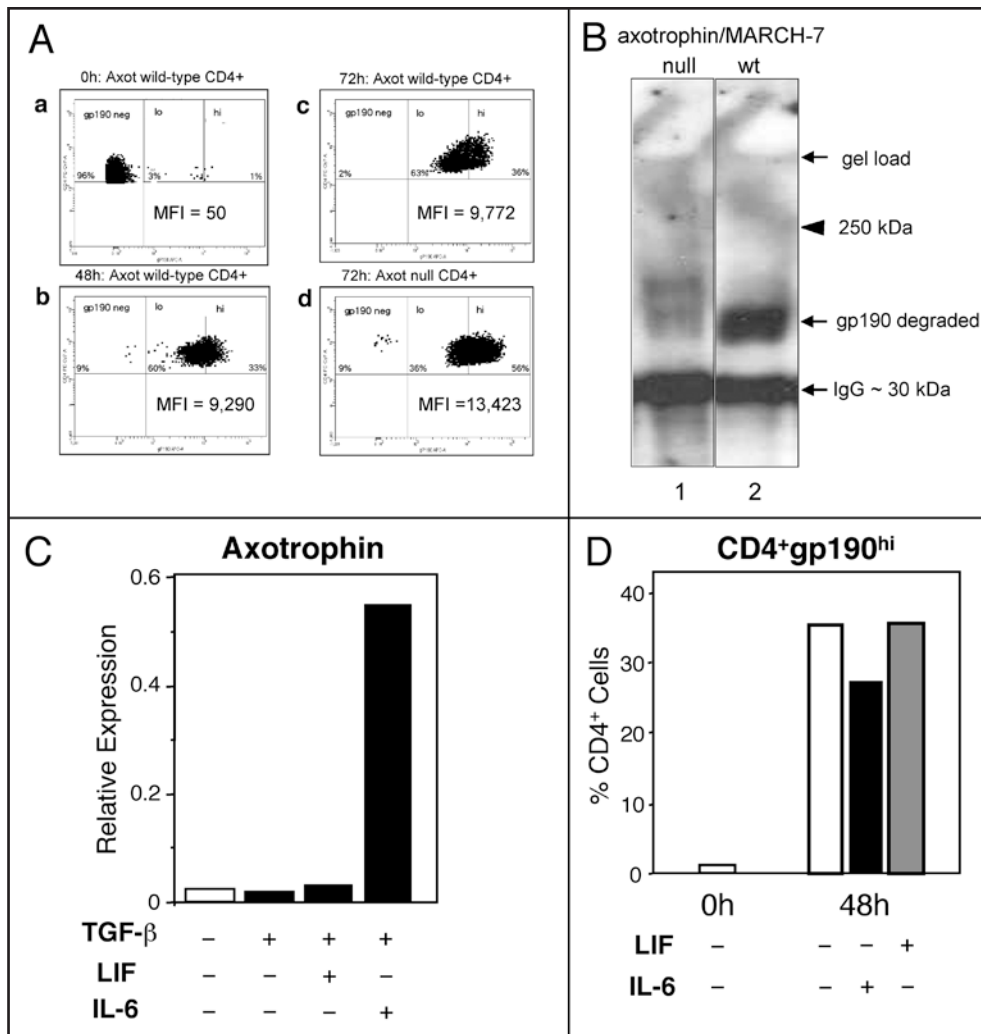 A
0h: Axot wild-type CD4+
a
gp190 neg lo hi
96% 3% 1%
MFI = 50
72h: Axot wild-type CD4+
c
gp190 neg lo hi
2% 63% 36%
MFI = 9,772
48h: Axot wild-type CD4+
b
gp190 neg lo hi
9% 60% 33%
MFI = 9,290
72h: Axot null CD4+
d
gp190 neg lo hi
9% 36% 56%
MFI =13,423
B
axotrophin/MARCH-7
null wt
gel load
250 kDa
gp190 degraded
IgG ~ 30 kDa
1 2
C
Axotrophin
Relative Expression
0.6
0.4
0.2
0
TGF-β – + + +
LIF – – + –
IL-6 – – – +
D
CD4+gp190hi
% CD4+ Cells
40
30
20
10
0
0h 48h
LIF – – – +
IL-6 – – + –